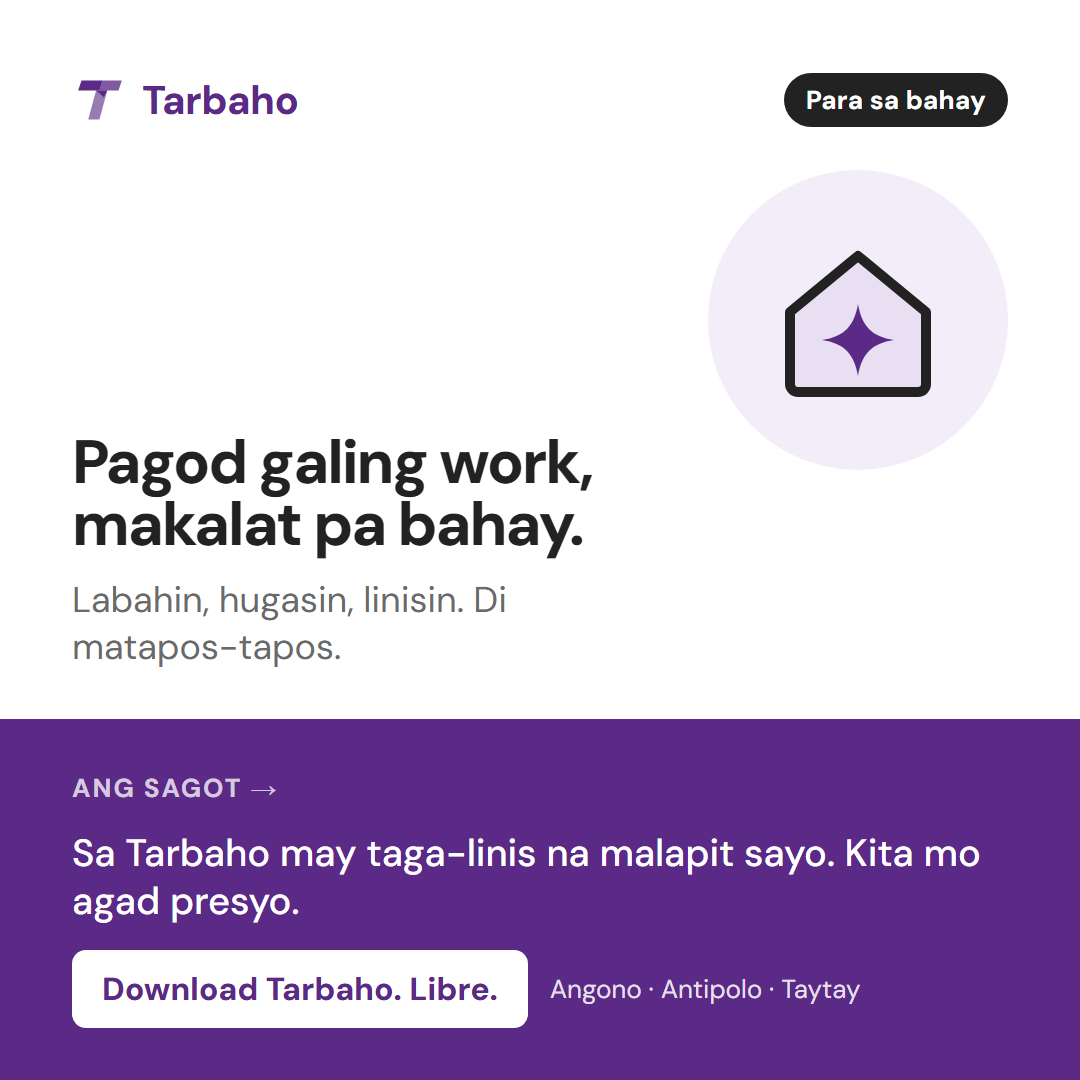 Tarbaho
Para sa bahay
Pagod galing work,
makalat pa bahay.
Labahin, hugasin, linisin. Di
matapos-tapos.
ANG SAGOT →
Sa Tarbaho may taga-linis na malapit sayo. Kita mo
agad presyo.
Download Tarbaho. Libre.
Angono · Antipolo · Taytay